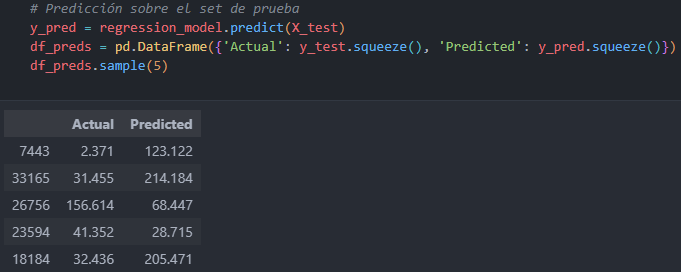 # Predicción sobre el set de prueba
y_pred = regression_model.predict(X_test)
df_preds = pd.DataFrame({'Actual': y_test.squeeze(), 'Predicted': y_pred.squeeze()})
df_preds.sample(5)
Actual Predicted
7443 2.371 123.122
33165 31.455 214.184
26756 156.614 68.447
23594 41.352 28.715
18184 32.436 205.471